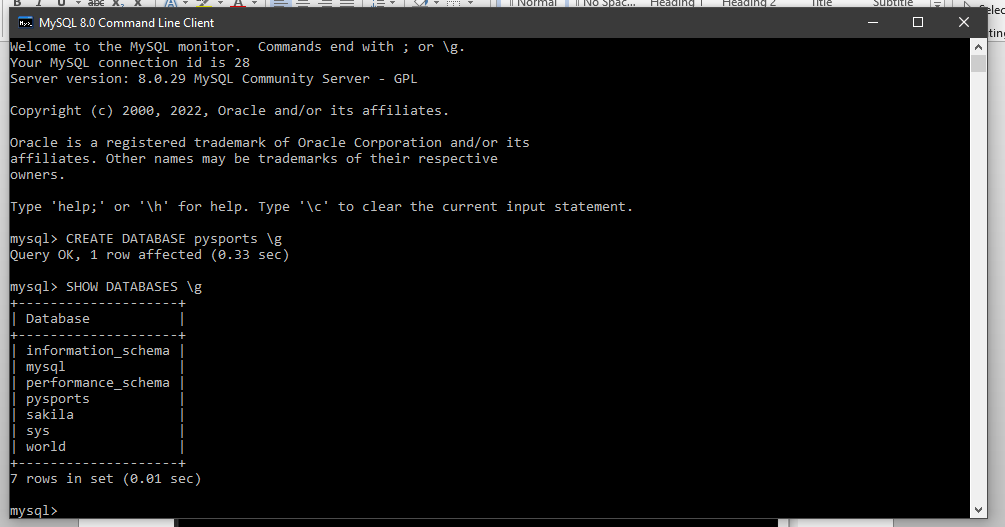 Normal
No Spac...
Heading 1
Heading 2
Title
Subtitle
MySQL 8.0 Command Line Client
Welcome to the MySQL monitor.  Commands end with ; or \g.
Your MySQL connection id is 28
Server version: 8.0.29 MySQL Community Server - GPL
Copyright (c) 2000, 2022, Oracle and/or its affiliates.
Oracle is a registered trademark of Oracle Corporation and/or its
affiliates. Other names may be trademarks of their respective
owners.
Type 'help;' or '\h' for help. Type '\c' to clear the current input statement.
mysql> CREATE DATABASE pysports \g
Query OK, 1 row affected (0.33 sec)
mysql> SHOW DATABASES \g
+--------------------+
| Database           |
+--------------------+
| information_schema |
| mysql              |
| performance_schema |
| pysports           |
| sakila             |
| sys                |
| world              |
+--------------------+
7 rows in set (0.01 sec)
mysql>